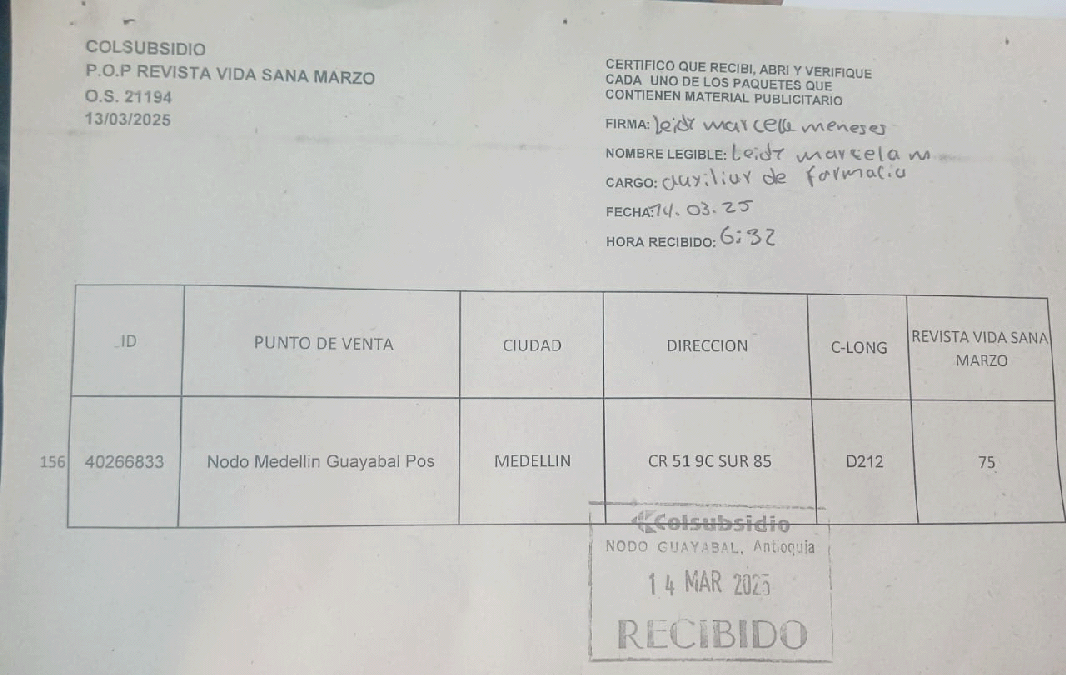 COLSUBSIDIO
P.O.P REVISTA VIDA SANA MARZO
O.S. 21194
13/03/2025
CERTIFICO QUE RECIBI, ABRI Y VERIFIQUE
CADA UNO DE LOS PAQUETES QUE
CONTIENEN MATERIAL PUBLICITARIO
FIRMA: leidy marcela meneses
NOMBRE LEGIBLE: Leidy marcela m
CARGO: auxiliar de farmacia
FECHA: 14.03.25
HORA RECIBIDO: 6:32
_ID PUNTO DE VENTA CIUDAD DIRECCION C-LONG REVISTA VIDA SANA
MARZO
156 40266833 Nodo Medellin Guayabal Pos MEDELLIN CR 51 9C SUR 85 D212 75
Colsubsidio
NODO GUAYABAL, Antioquia
14 MAR 2025
RECIBIDO